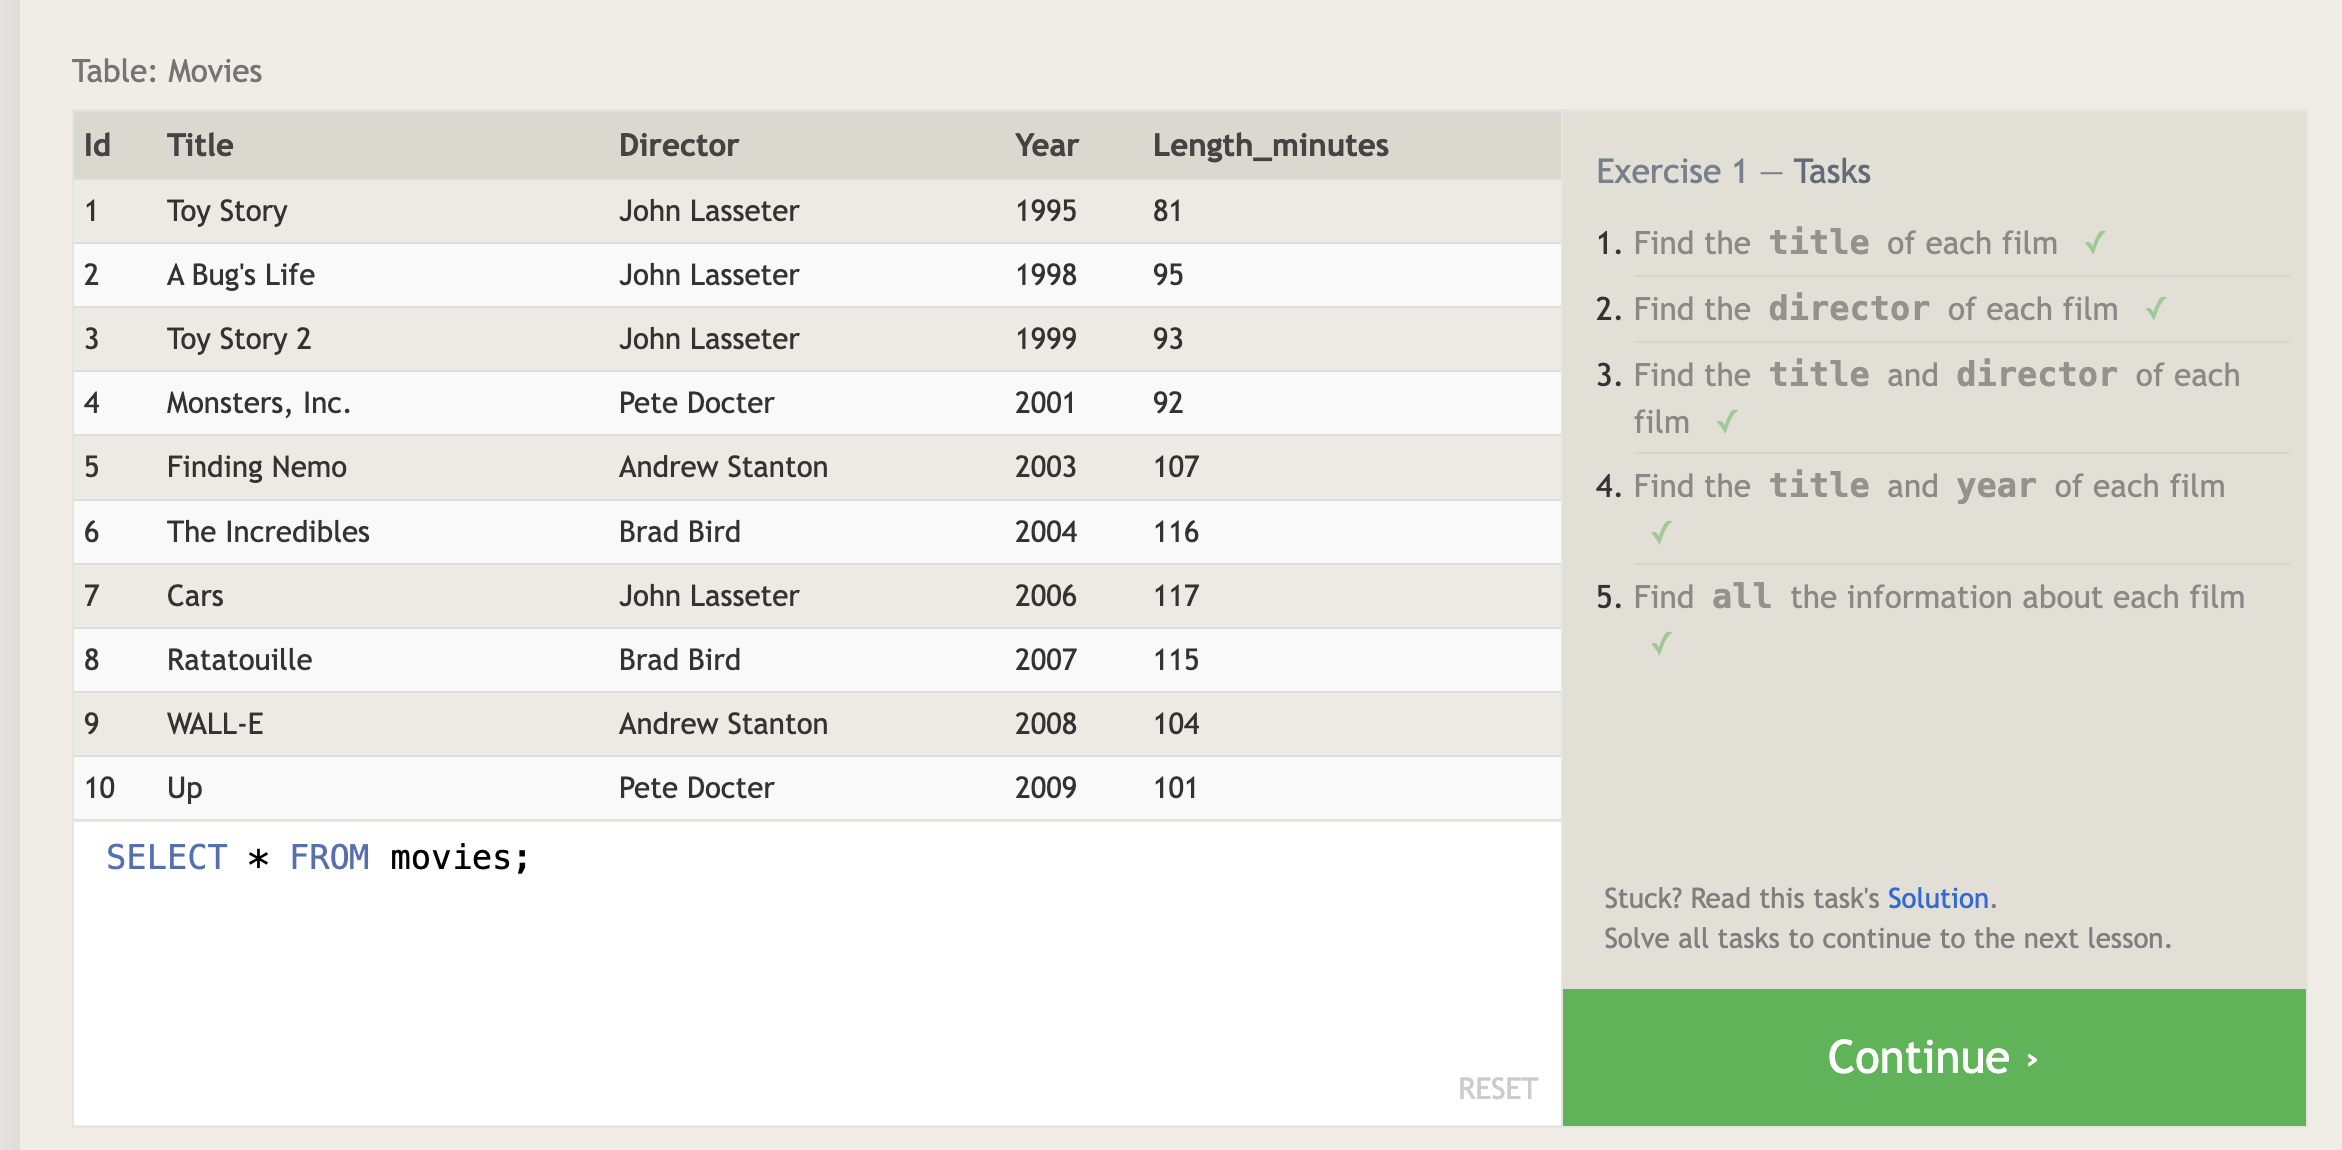 Table: Movies
Id Title Director Year Length_minutes
1 Toy Story John Lasseter 1995 81
2 A Bug's Life John Lasseter 1998 95
3 Toy Story 2 John Lasseter 1999 93
4 Monsters, Inc. Pete Docter 2001 92
5 Finding Nemo Andrew Stanton 2003 107
6 The Incredibles Brad Bird 2004 116
7 Cars John Lasseter 2006 117
8 Ratatouille Brad Bird 2007 115
9 WALL-E Andrew Stanton 2008 104
10 Up Pete Docter 2009 101
SELECT * FROM movies;
RESET
Exercise 1 — Tasks
1. Find the title of each film ✓
2. Find the director of each film ✓
3. Find the title and director of each
film ✓
4. Find the title and year of each film
✓
5. Find all the information about each film
✓
Stuck? Read this task's Solution.
Solve all tasks to continue to the next lesson.
Continue ›